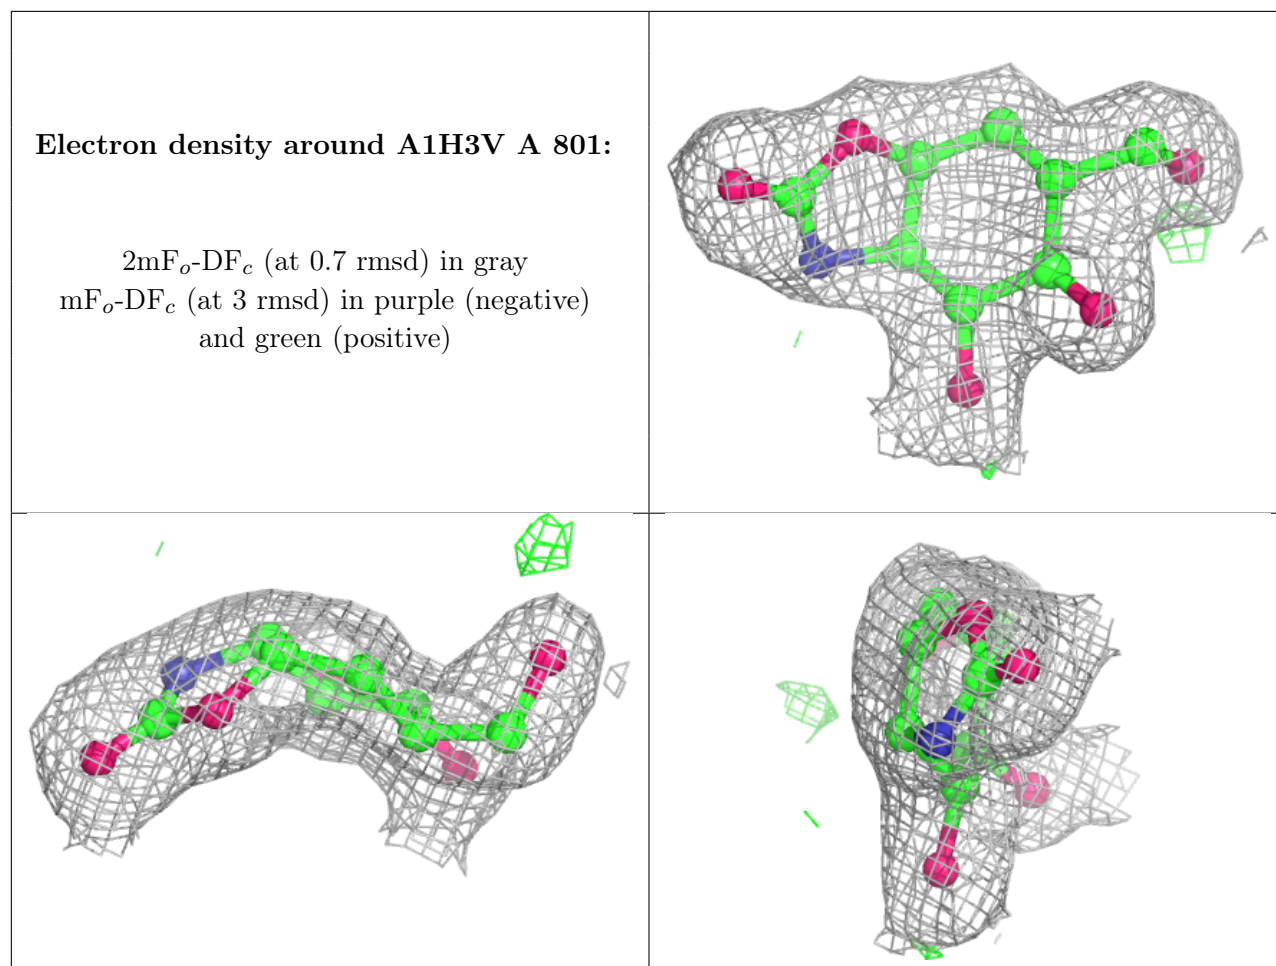 Electron density around A1H3V A 801:
2mFo-DFc (at 0.7 rmsd) in gray
mFo-DFc (at 3 rmsd) in purple (negative)
and green (positive)